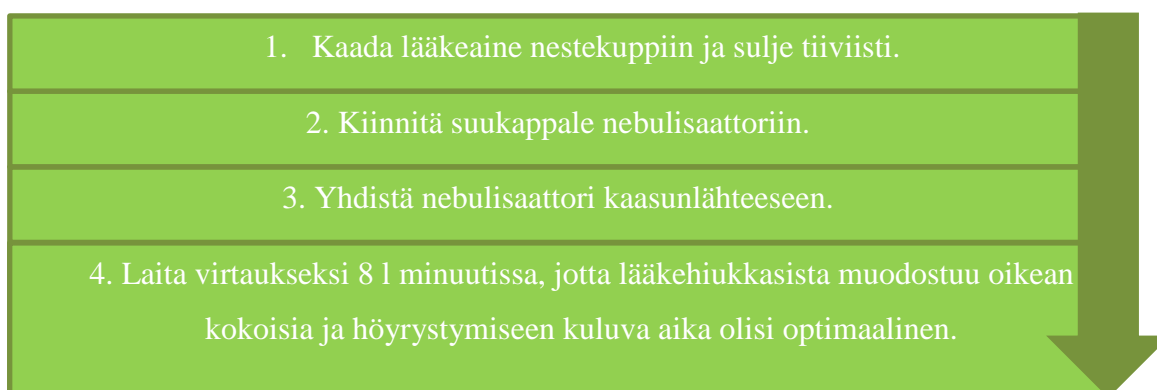 1. Kaada lääkeaine nestekuppiin ja sulje tiiviisti.
2. Kiinnitä suukappale nebulisaattoriin.
3. Yhdistä nebulisaattori kaasunlähteeseen.
4. Laita virtaukseksi 8 l minuutissa, jotta lääkehiukkasista muodostuu oikean
kokoisia ja höyrystymiseen kuluva aika olisi optimaalinen.